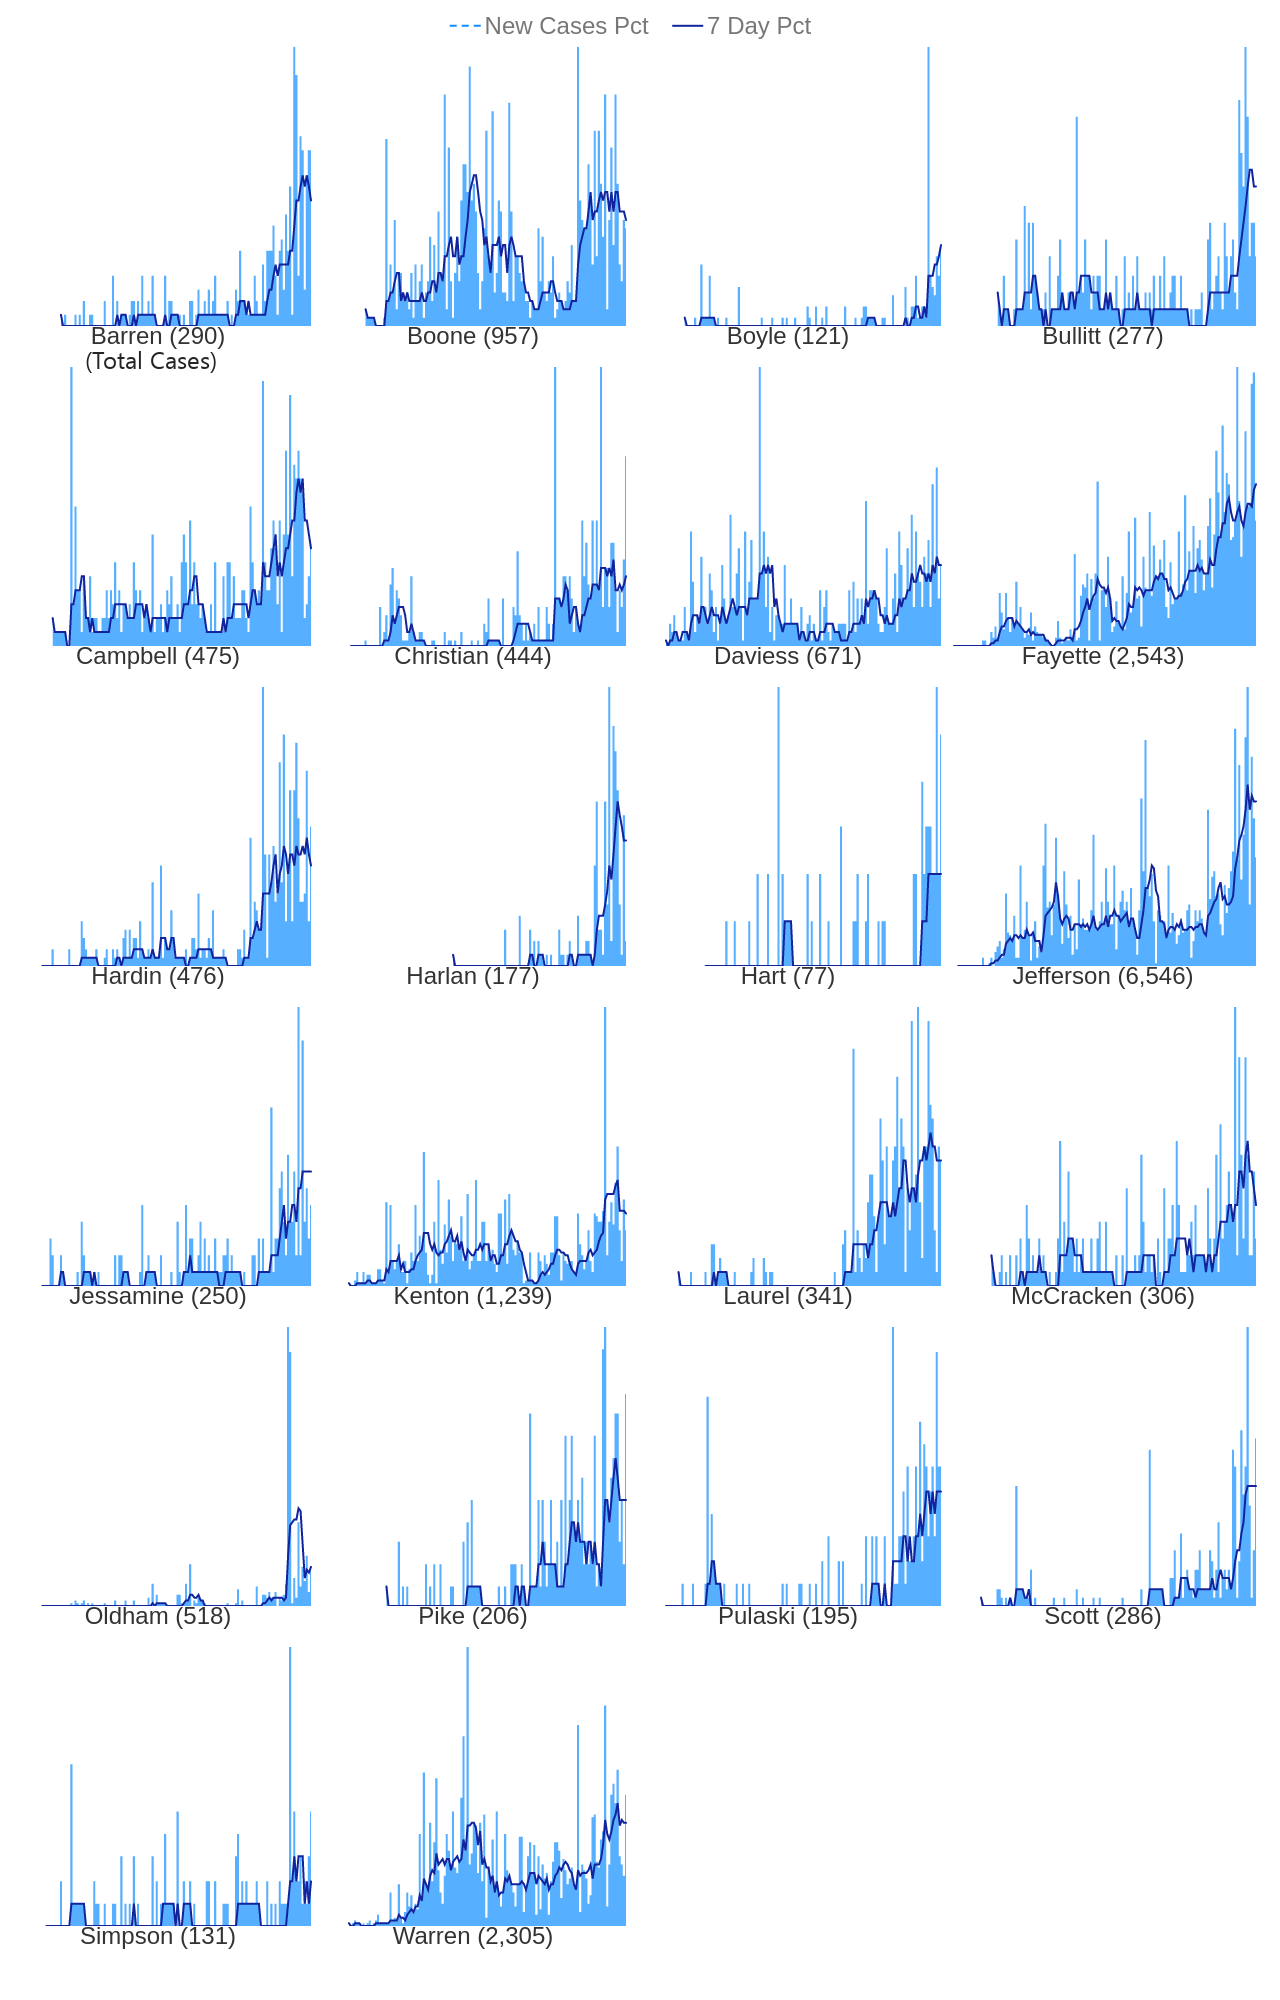 New Cases Pct 7 Day Pct
Barren (290) Boone (957) Boyle (121) Bullitt (277)
(Total Cases)
Campbell (475) Christian (444) Daviess (671) Fayette (2,543)
Hardin (476) Harlan (177) Hart (77) Jefferson (6,546)
Jessamine (250) Kenton (1,239) Laurel (341) McCracken (306)
Oldham (518) Pike (206) Pulaski (195) Scott (286)
Simpson (131) Warren (2,305)